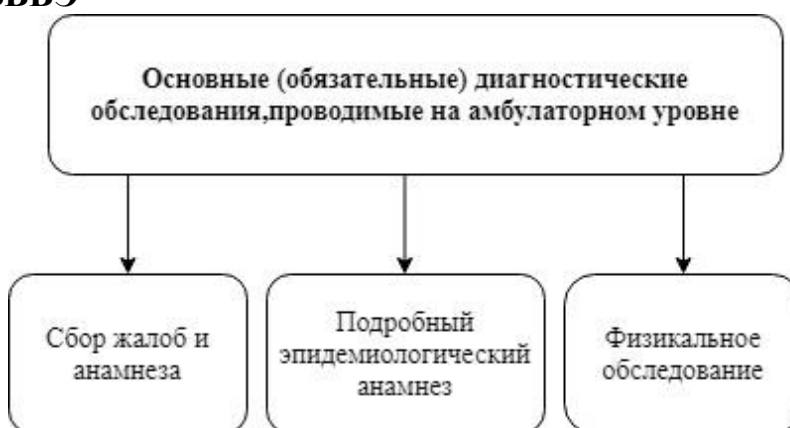 Основные (обязательные) диагностические
обследования,проводимые на амбулаторном уровне
Сбор жалоб и
анамнеза
Подробный
эпидемиологический
анамнез
Физикальное
обследование